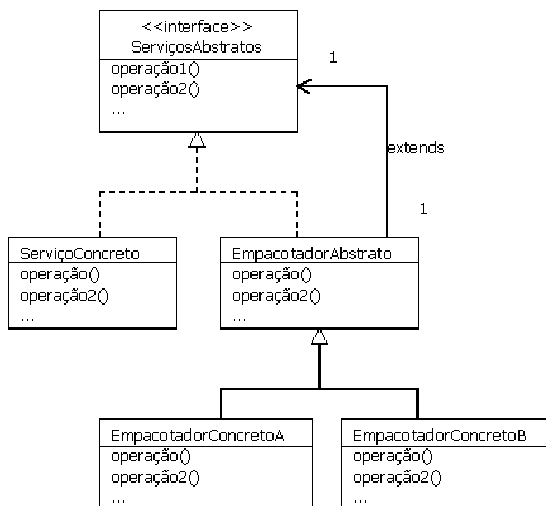 <<interface>>
ServiçosAbstratos
operação1()
operação2()
...
1
extends
1
ServiçoConcreto
operação()
operação2()
...
EmpacotadorAbstrato
operação()
operação2()
...
EmpacotadorConcretoA
operação()
operação2()
...
EmpacotadorConcretoB
operação()
operação2()
...